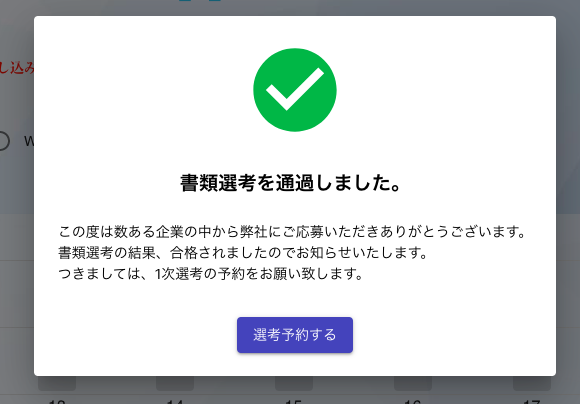 し込み
W
書類選考を通過しました。
この度は数ある企業の中から弊社にご応募いただきありがとうございます。
書類選考の結果、合格されましたのでお知らせいたします。
つきましては、1次選考の予約をお願い致します。
選考予約する
13 14 15 16 17